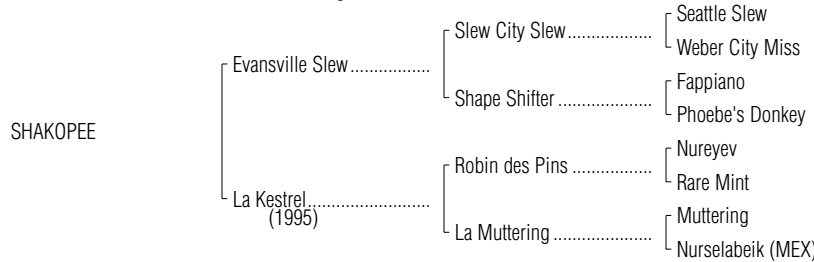 Seattle Slew
Slew City Slew...................
Weber City Miss
Evansville Slew..................
Fappiano
Shape Shifter .....................
Phoebe's Donkey
SHAKOPEE
Nureyev
Robin des Pins ..................
Rare Mint
La Kestrel..........................
(1995)
Muttering
La Muttering ......................
Nurselabeik (MEX)